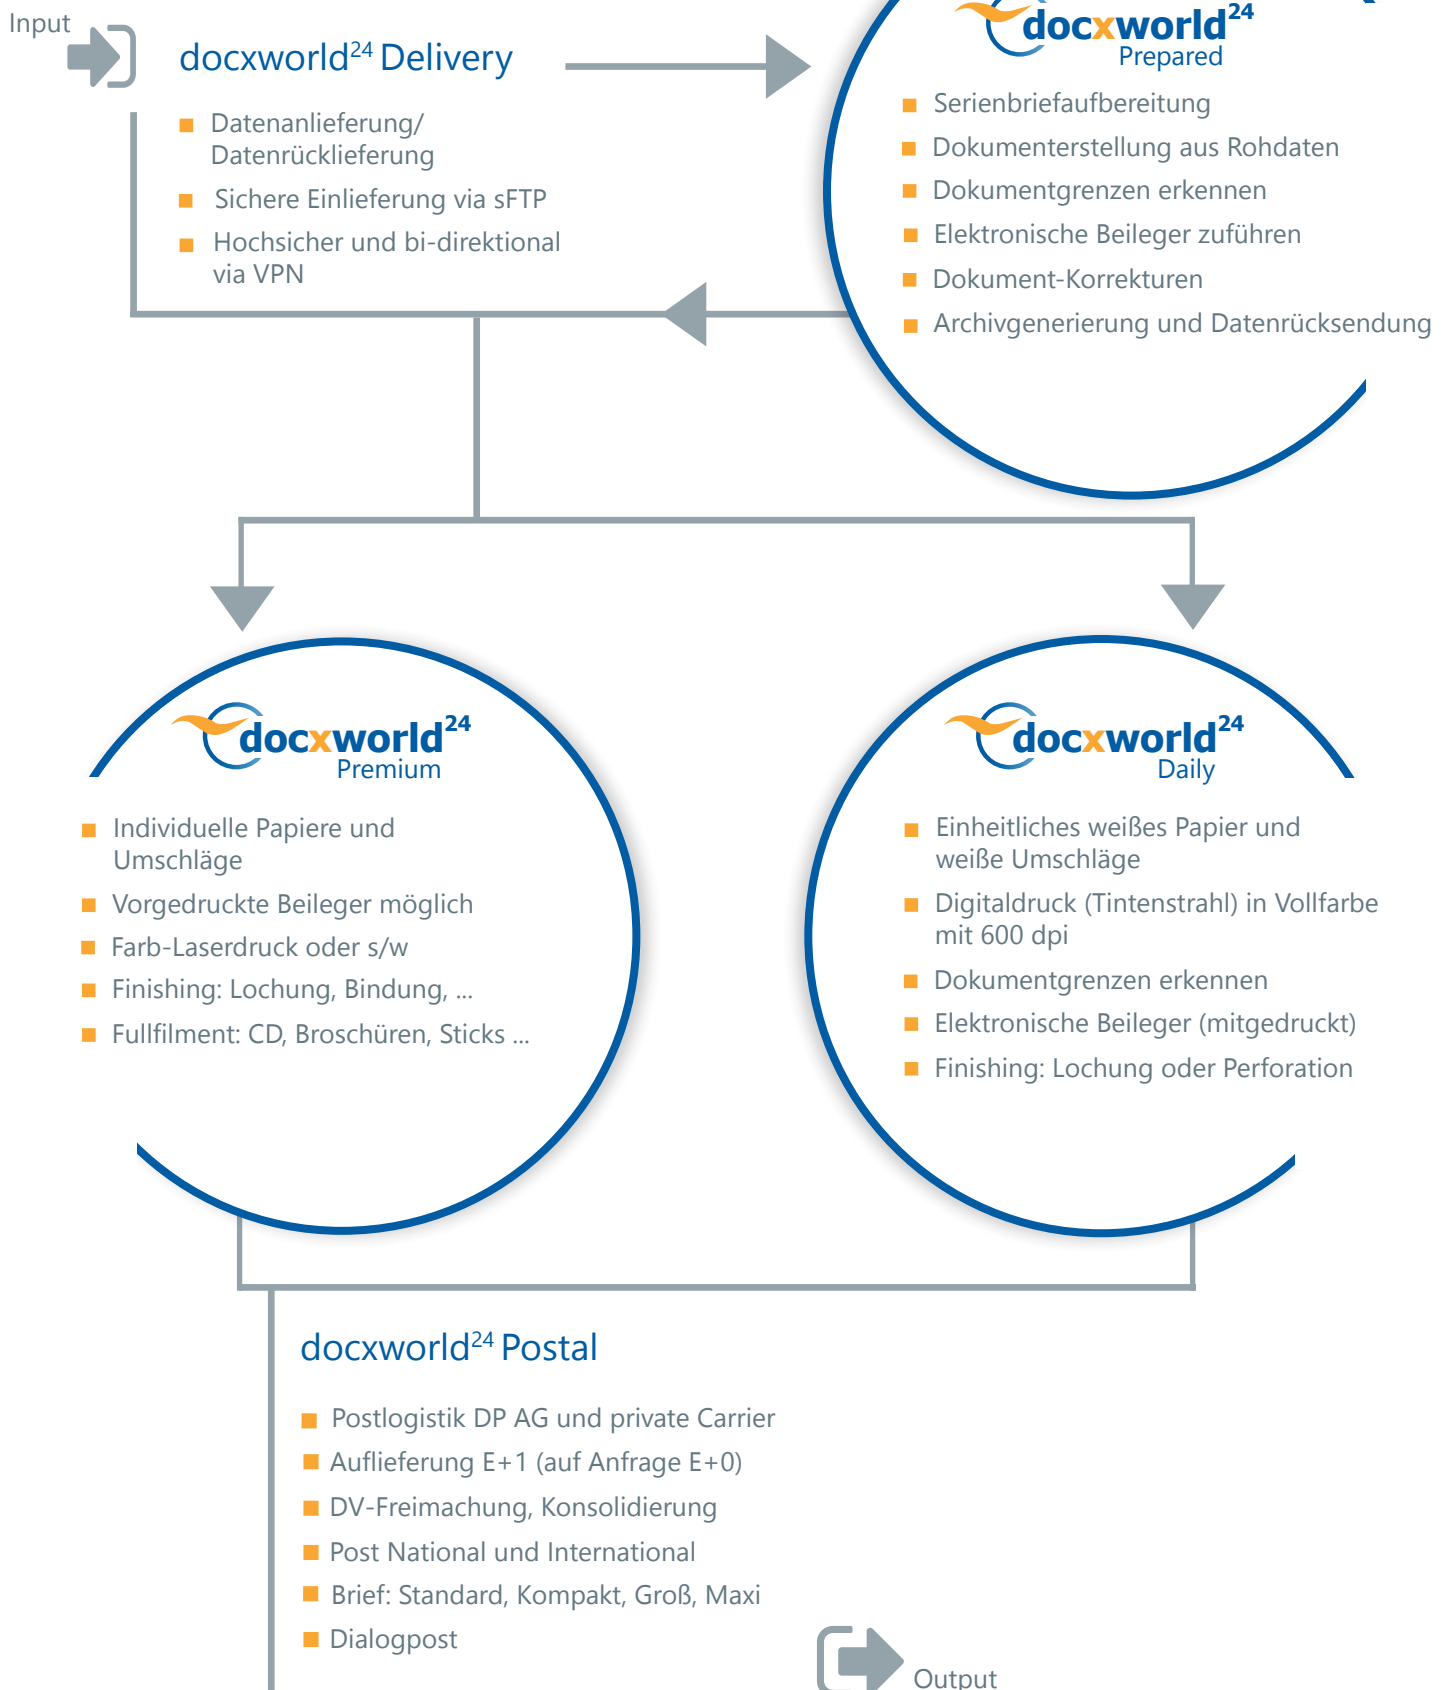 Input
docxworld24 Delivery
Datenanlieferung/
Datenrücklieferung
Sichere Einlieferung via sFTP
Hochsicher und bi-direktional
via VPN
docxworld24
Prepared
Serienbriefaufbereitung
Dokumenterstellung aus Rohdaten
Dokumentgrenzen erkennen
Elektronische Beileger zuführen
Dokument-Korrekturen
Archivgenerierung und Datenrücksendung
docxworld24
Premium
Individuelle Papiere und
Umschläge
Vorgedruckte Beileger möglich
Farb-Laserdruck oder s/w
Finishing: Lochung, Bindung, ...
Fullfilment: CD, Broschüren, Sticks ...
docxworld24
Daily
Einheitliches weißes Papier und
weiße Umschläge
Digitaldruck (Tintenstrahl) in Vollfarbe
mit 600 dpi
Dokumentgrenzen erkennen
Elektronische Beileger (mitgedruckt)
Finishing: Lochung oder Perforation
docxworld24 Postal
Postlogistik DP AG und private Carrier
Auflieferung E+1 (auf Anfrage E+0)
DV-Freimachung, Konsolidierung
Post National und International
Brief: Standard, Kompakt, Groß, Maxi
Dialogpost
Output